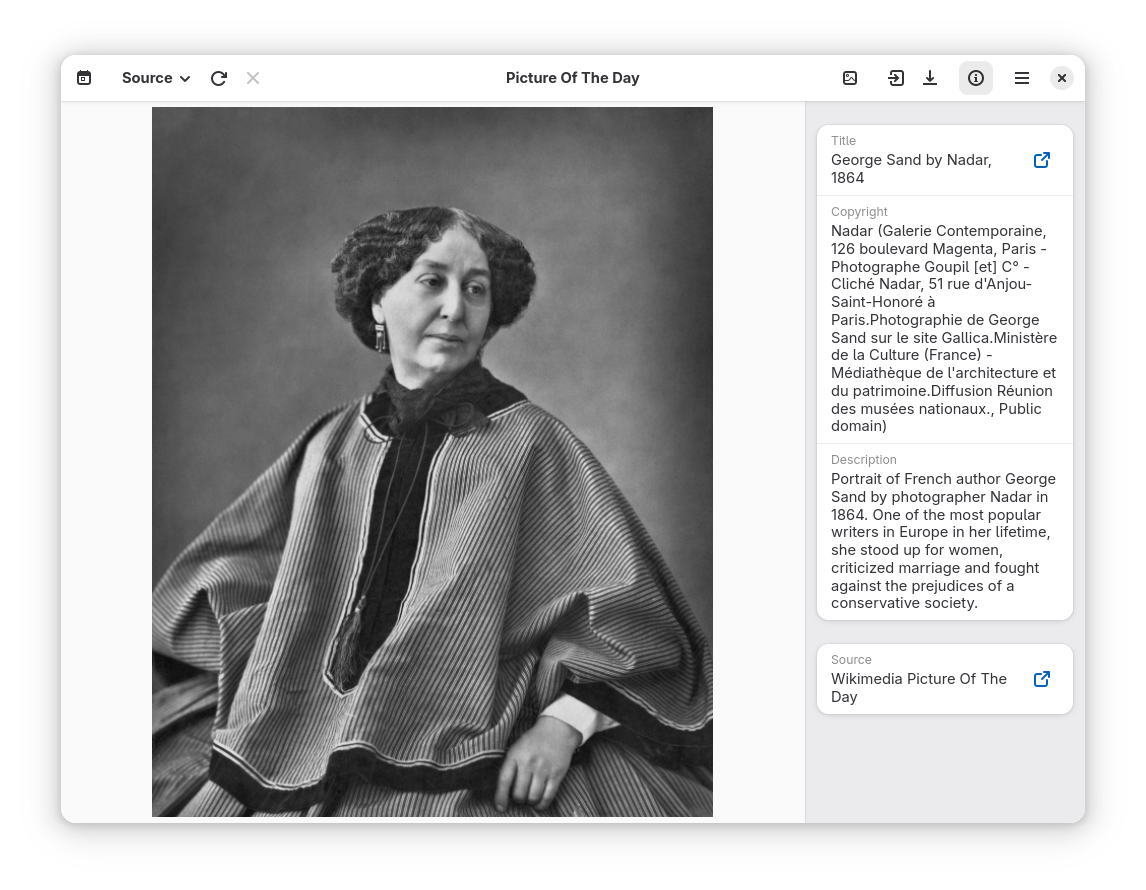 Source
Picture Of The Day
Title
George Sand by Nadar,
1864
Copyright
Nadar (Galerie Contemporaine,
126 boulevard Magenta, Paris -
Photographe Goupil [et] C° -
Cliché Nadar, 51 rue d'Anjou-
Saint-Honoré à
Paris.Photographie de George
Sand sur le site Gallica.Ministère
de la Culture (France) -
Médiathèque de l'architecture et
du patrimoine.Diffusion Réunion
des musées nationaux., Public
domain)
Description
Portrait of French author George
Sand by photographer Nadar in
1864. One of the most popular
writers in Europe in her lifetime,
she stood up for women,
criticized marriage and fought
against the prejudices of a
conservative society.
Source
Wikimedia Picture Of The
Day